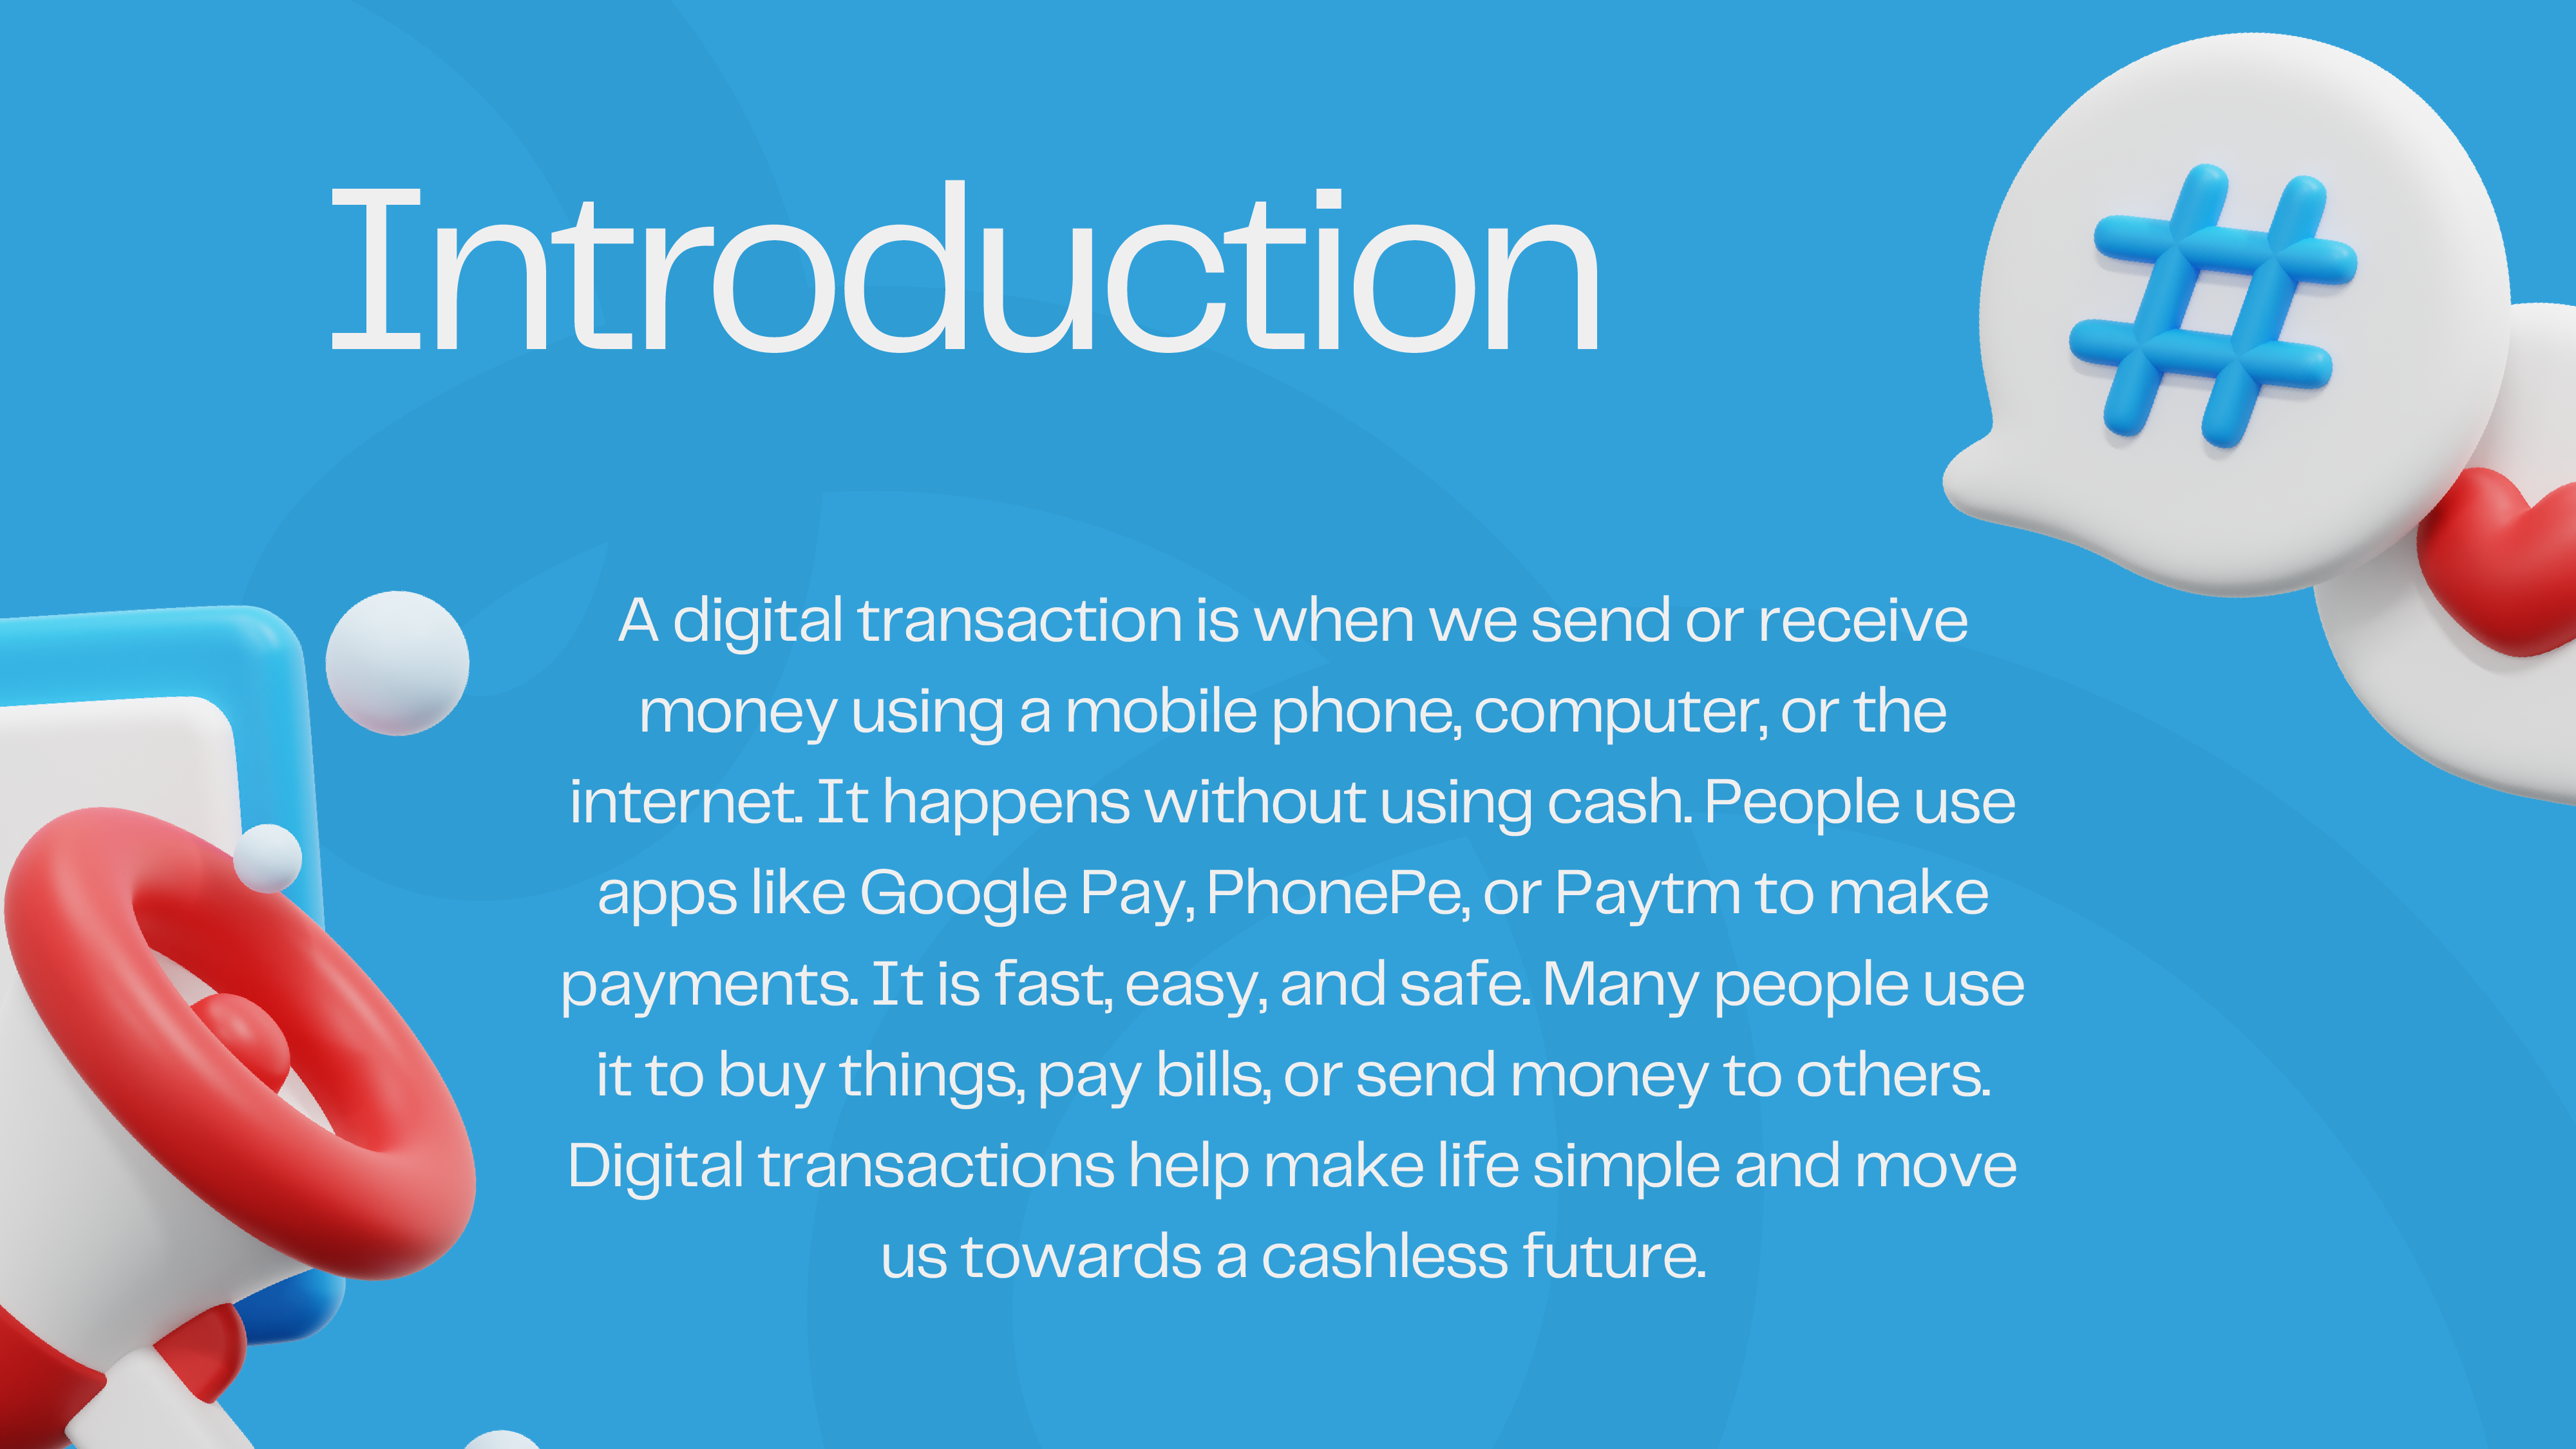 Introduction
#
A digital transaction is when we send or receive
money using a mobile phone, computer, or the
internet. It happens without using cash. People use
apps like Google Pay, PhonePe, or Paytm to make
payments. It is fast, easy, and safe. Many people use
it to buy things, pay bills, or send money to others.
Digital transactions help make life simple and move
us towards a cashless future.